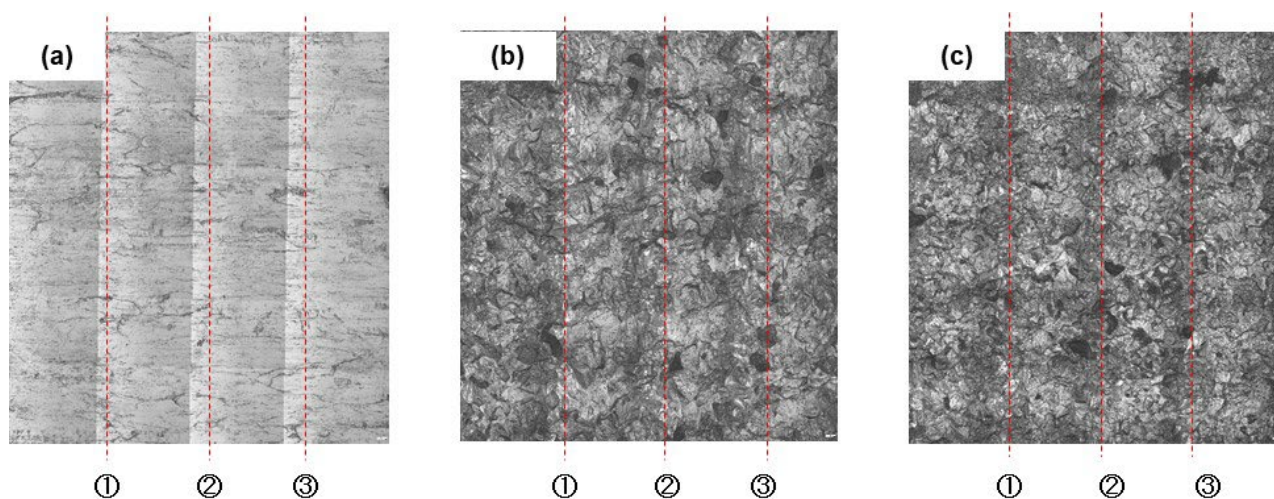 (a) (b) (c)
① ② ③ ① ② ③ ① ② ③